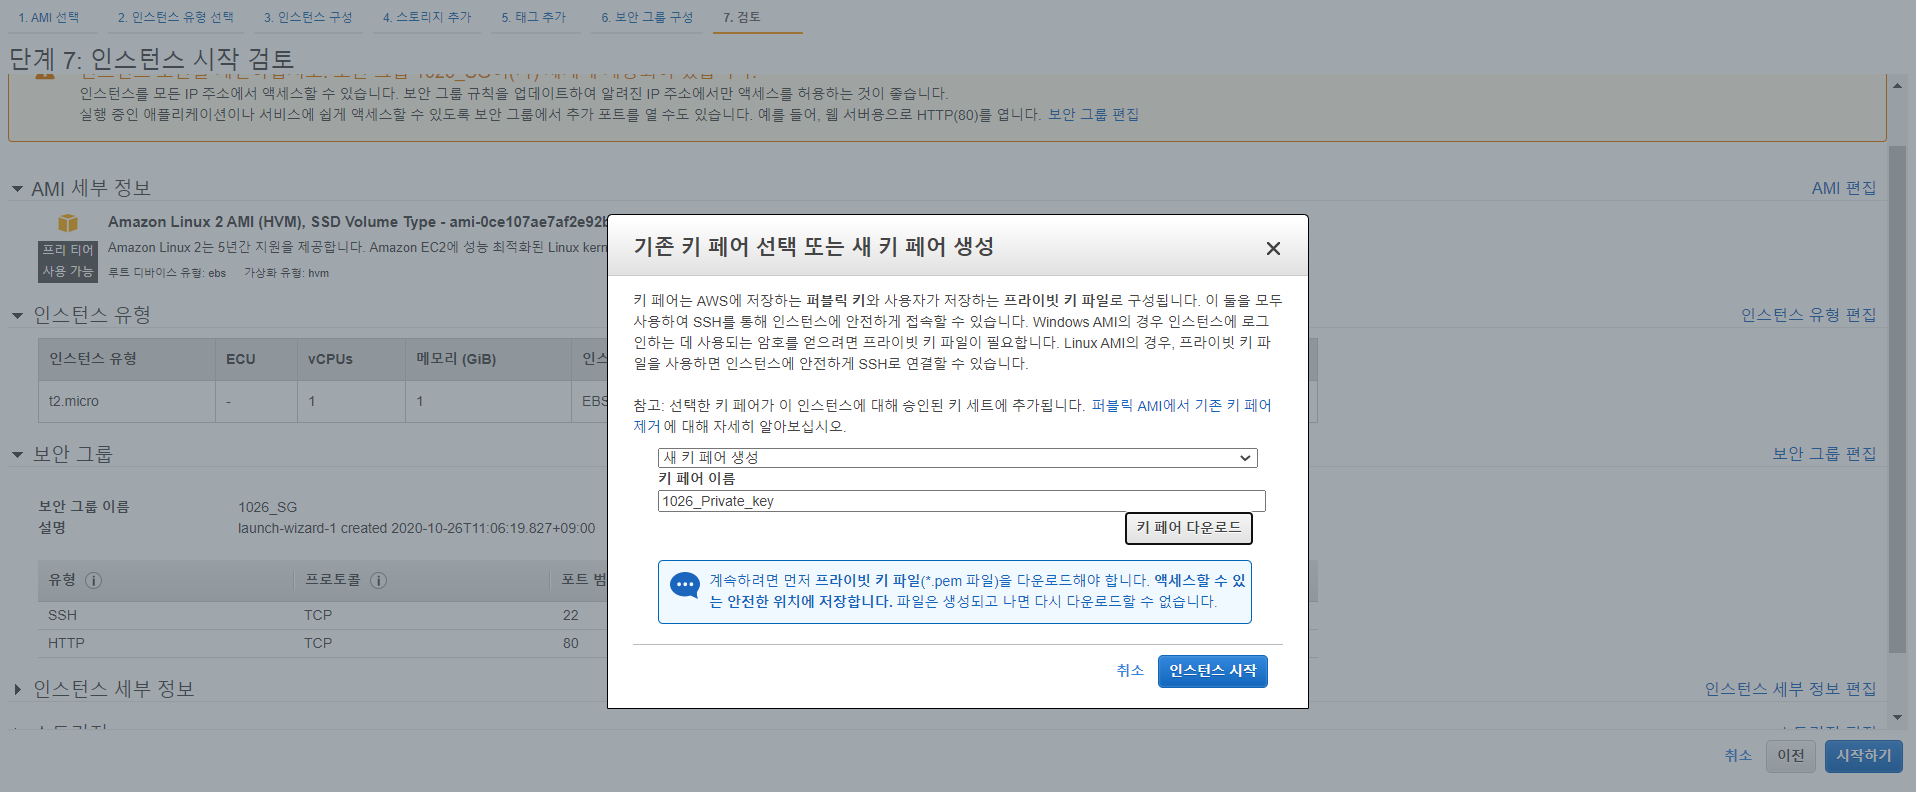 1. AMI 선택
2. 인스턴스 유형 선택
3. 인스턴스 구성
4. 스토리지 추가
5. 태그 추가
6. 보안 그룹 구성
7. 검토
단계 7: 인스턴스 시작 검토
인스턴스를 모든 IP 주소에서 액세스할 수 있습니다. 보안 그룹 규칙을 업데이트하여 알려진 IP 주소에서만 액세스를 허용하는 것이 좋습니다.
실행 중인 애플리케이션이나 서비스에 쉽게 액세스할 수 있도록 보안 그룹에서 추가 포트를 열 수도 있습니다. 예를 들어, 웹 서버용으로 HTTP(80)를 엽니다. 보안 그룹 편집
AMI 세부 정보
AMI 편집
Amazon Linux 2 AMI (HVM), SSD Volume Type - ami-0ce107ae7af2e92b
프리 티어
사용 가능
Amazon Linux 2는 5년간 지원을 제공합니다. Amazon EC2에 성능 최적화된 Linux kern
루트 디바이스 유형: ebs 가상화 유형: hvm
인스턴스 유형
인스턴스 유형 편집
인스턴스 유형 ECU vCPUs 메모리 (GiB) 인스
t2.micro - 1 1 EBS
보안 그룹
보안 그룹 편집
보안 그룹 이름 1026_SG
설명 launch-wizard-1 created 2020-10-26T11:06:19.827+09:00
유형 프로토콜 포트 범
SSH TCP 22
HTTP TCP 80
인스턴스 세부 정보
인스턴스 세부 정보 편집
취소 이전 시작하기
기존 키 페어 선택 또는 새 키 페어 생성
키 페어는 AWS에 저장하는 퍼블릭 키와 사용자가 저장하는 프라이빗 키 파일로 구성됩니다. 이 둘을 모두
사용하여 SSH를 통해 인스턴스에 안전하게 접속할 수 있습니다. Windows AMI의 경우 인스턴스에 로그
인하는 데 사용되는 암호를 얻으려면 프라이빗 키 파일이 필요합니다. Linux AMI의 경우, 프라이빗 키 파
일을 사용하면 인스턴스에 안전하게 SSH로 연결할 수 있습니다.
참고: 선택한 키 페어가 이 인스턴스에 대해 승인된 키 세트에 추가됩니다. 퍼블릭 AMI에서 기존 키 페어
제거에 대해 자세히 알아보십시오.
새 키 페어 생성
키 페어 이름
1026_Private_key
키 페어 다운로드
계속하려면 먼저 프라이빗 키 파일(*.pem 파일)을 다운로드해야 합니다. 액세스할 수 있
는 안전한 위치에 저장합니다. 파일은 생성되고 나면 다시 다운로드할 수 없습니다.
취소 인스턴스 시작